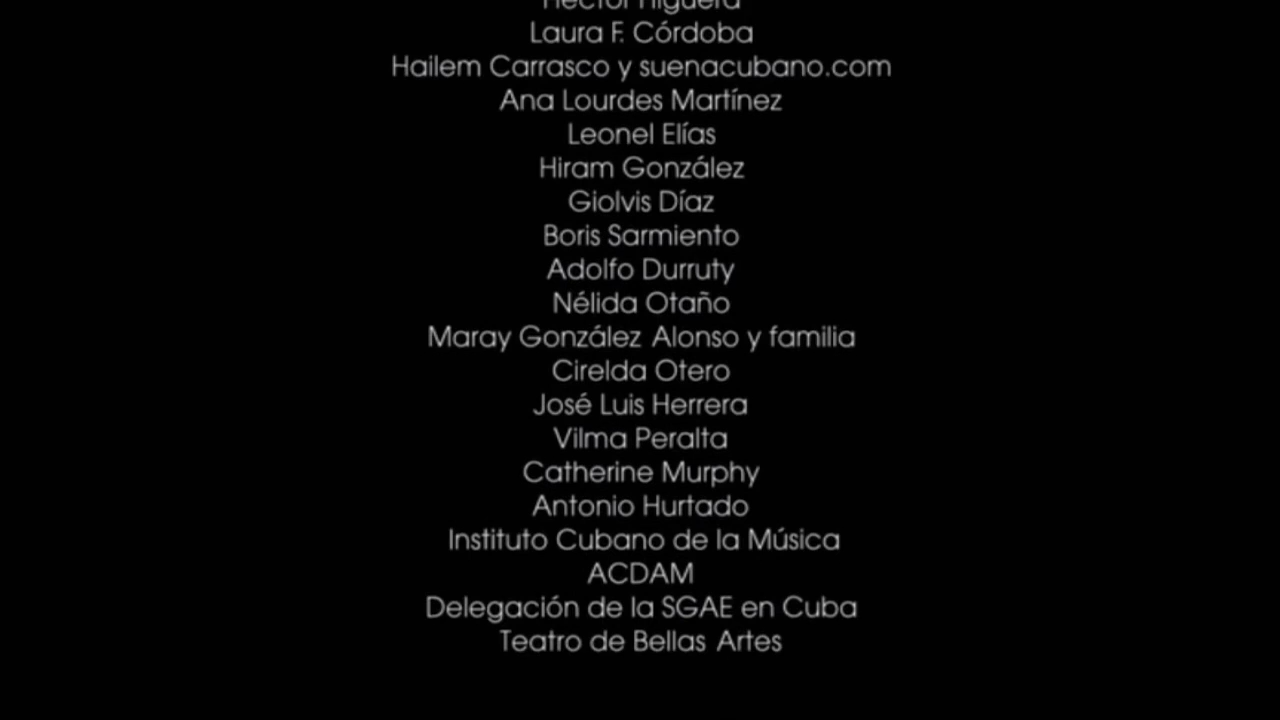 Héctor Higuera
Laura F. Córdoba
Hailem Carrasco y suenacubano.com
Ana Lourdes Martínez
Leonel Elías
Hiram González
Giolvis Díaz
Boris Sarmiento
Adolfo Durruty
Nélida Otaño
Maray González Alonso y familia
Cirelda Otero
José Luis Herrera
Vilma Peralta
Catherine Murphy
Antonio Hurtado
Instituto Cubano de la Música
ACDAM
Delegación de la SGAE en Cuba
Teatro de Bellas Artes